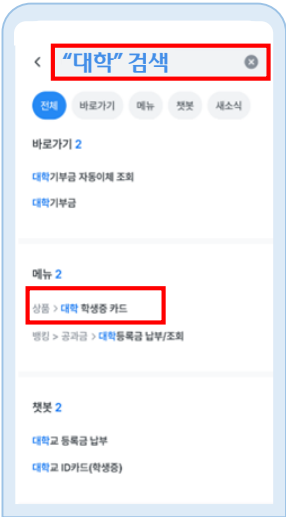 “대학” 검색
전체 바로가기 메뉴 챗봇 새소식
바로가기 2
대학기부금 자동이체 조회
대학기부금
메뉴 2
상품 > 대학 학생증 카드
뱅킹 > 공과금 > 대학등록금 납부/조회
챗봇 2
대학교 등록금 납부
대학교 ID카드(학생증)